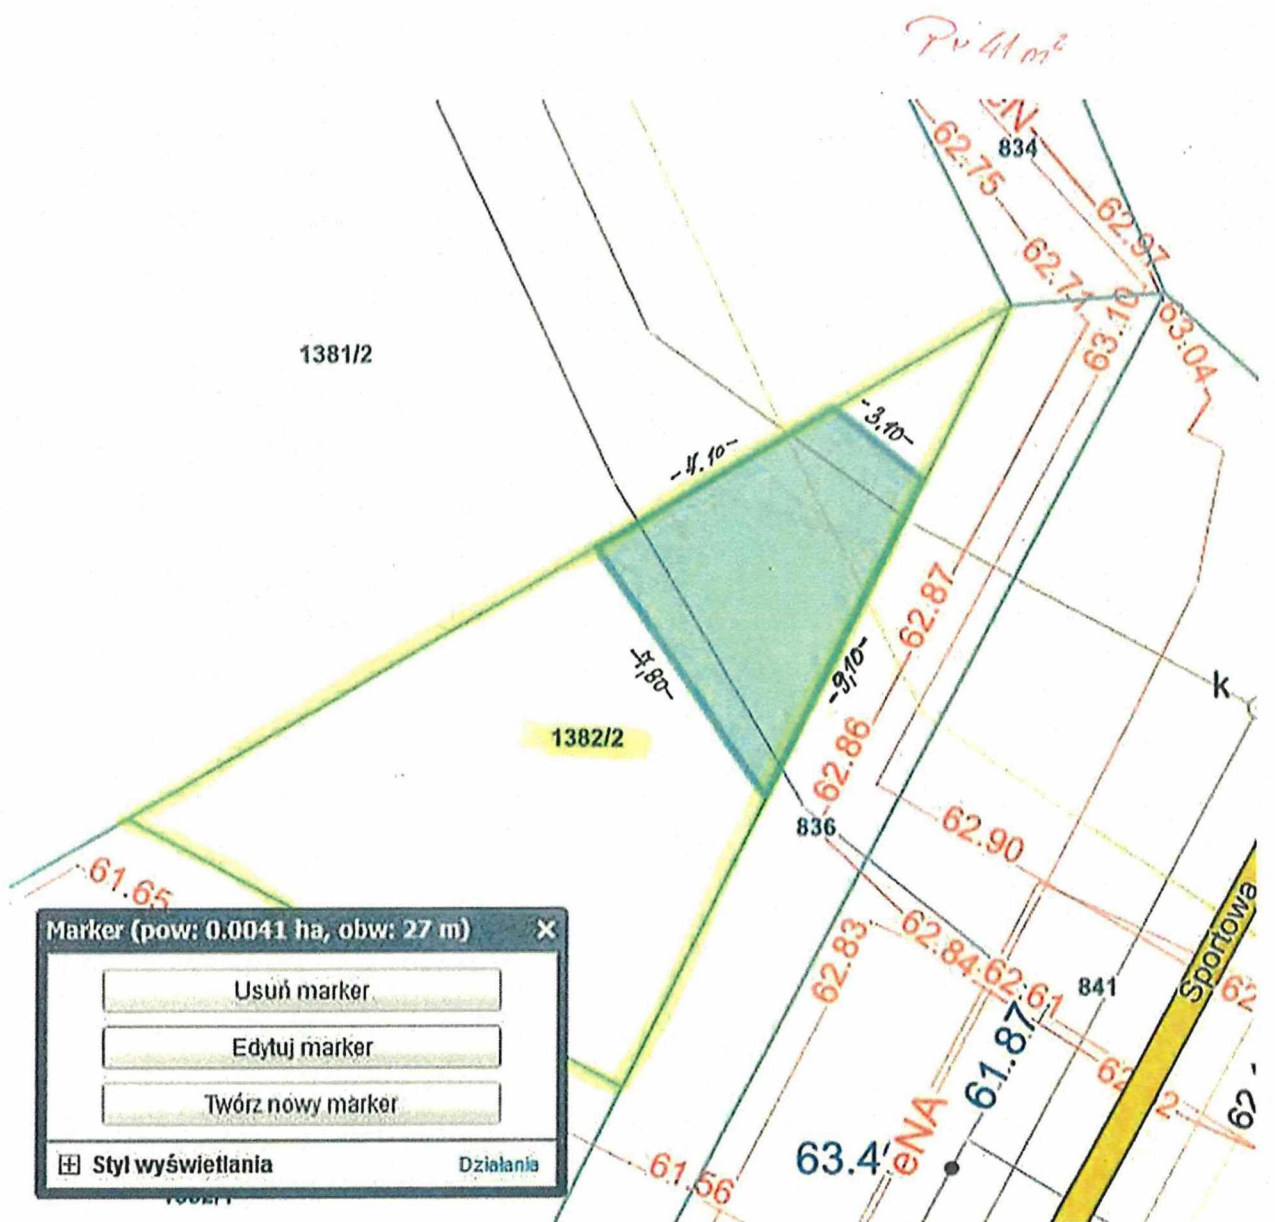 41 m²
834
62.75
62.97
62.71
63.10
63.04
1381/2
-3,10-
-4.10-
62.87
-7,80-
-9,10-
k
1382/2
62.86
836
62.90
61.65
Sportowa
Marker (pow: 0.0041 ha, obw: 27 m)
Usuń marker
Edytuj marker
Twórz nowy marker
Styl wyświetlania
Działania
62.83
62.84
62.61
841
61.87
eNA
61.56